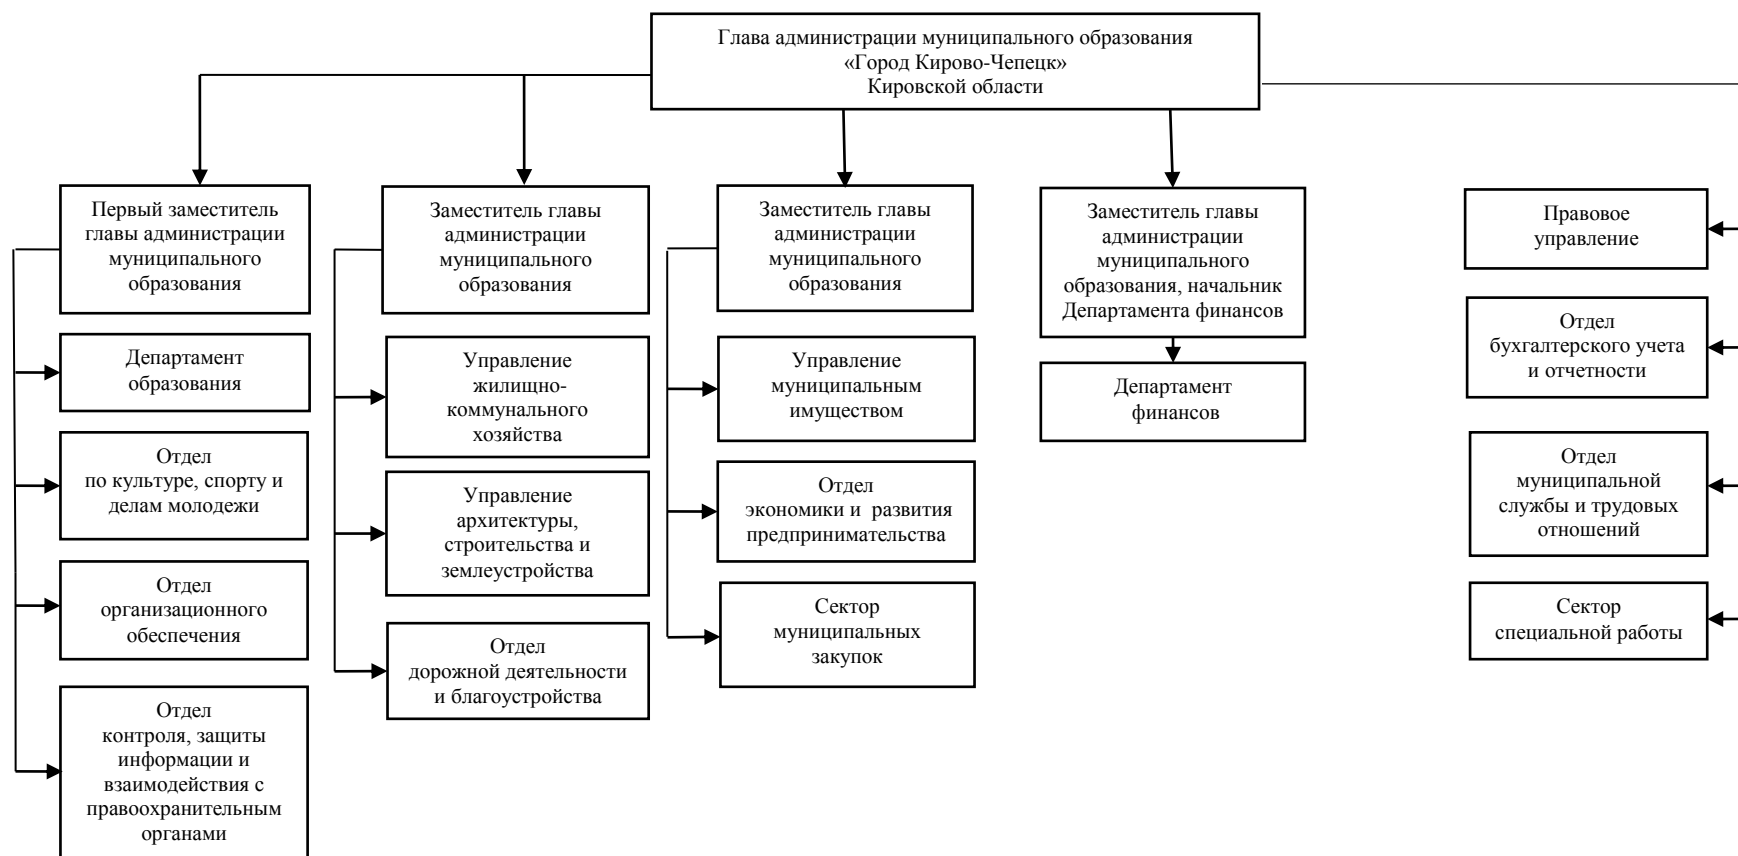 Глава администрации муниципального образования
«Город Кирово-Чепецк»
Кировской области
Первый заместитель
главы администрации
муниципального
образования
Департамент
образования
Отдел
по культуре, спорту и
делам молодежи
Отдел
организационного
обеспечения
Отдел
контроля, защиты
информации и
взаимодействия с
правоохранительным
органами
Заместитель главы
администрации
муниципального
образования
Управление
жилищно-
коммунального
хозяйства
Управление
архитектуры,
строительства и
землеустройства
Отдел
дорожной деятельности
и благоустройства
Заместитель главы
администрации
муниципального
образования
Управление
муниципальным
имуществом
Отдел
экономики и развития
предпринимательства
Сектор
муниципальных
закупок
Заместитель главы
администрации
муниципального
образования, начальник
Департамента финансов
Департамент
финансов
Правовое
управление
Отдел
бухгалтерского учета
и отчетности
Отдел
муниципальной
службы и трудовых
отношений
Сектор
специальной работы